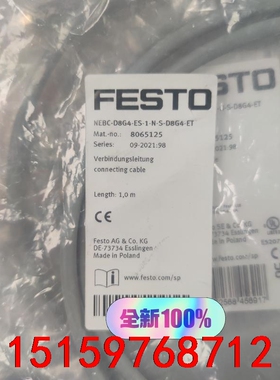 FESTO
NEBC-D8G4-ES-1-N-S-D8G4-ET
Mat.-no.: 8065125
Series: 09-2021:98
Verbindungsleitung
connecting cable
Length: 1,0 m
Festo AG & Co. KG
DE-73734 Esslingen
Made in Poland
www.festo.com/sp
FESTO
-S-D8G4-ET
全新100%
15159768712